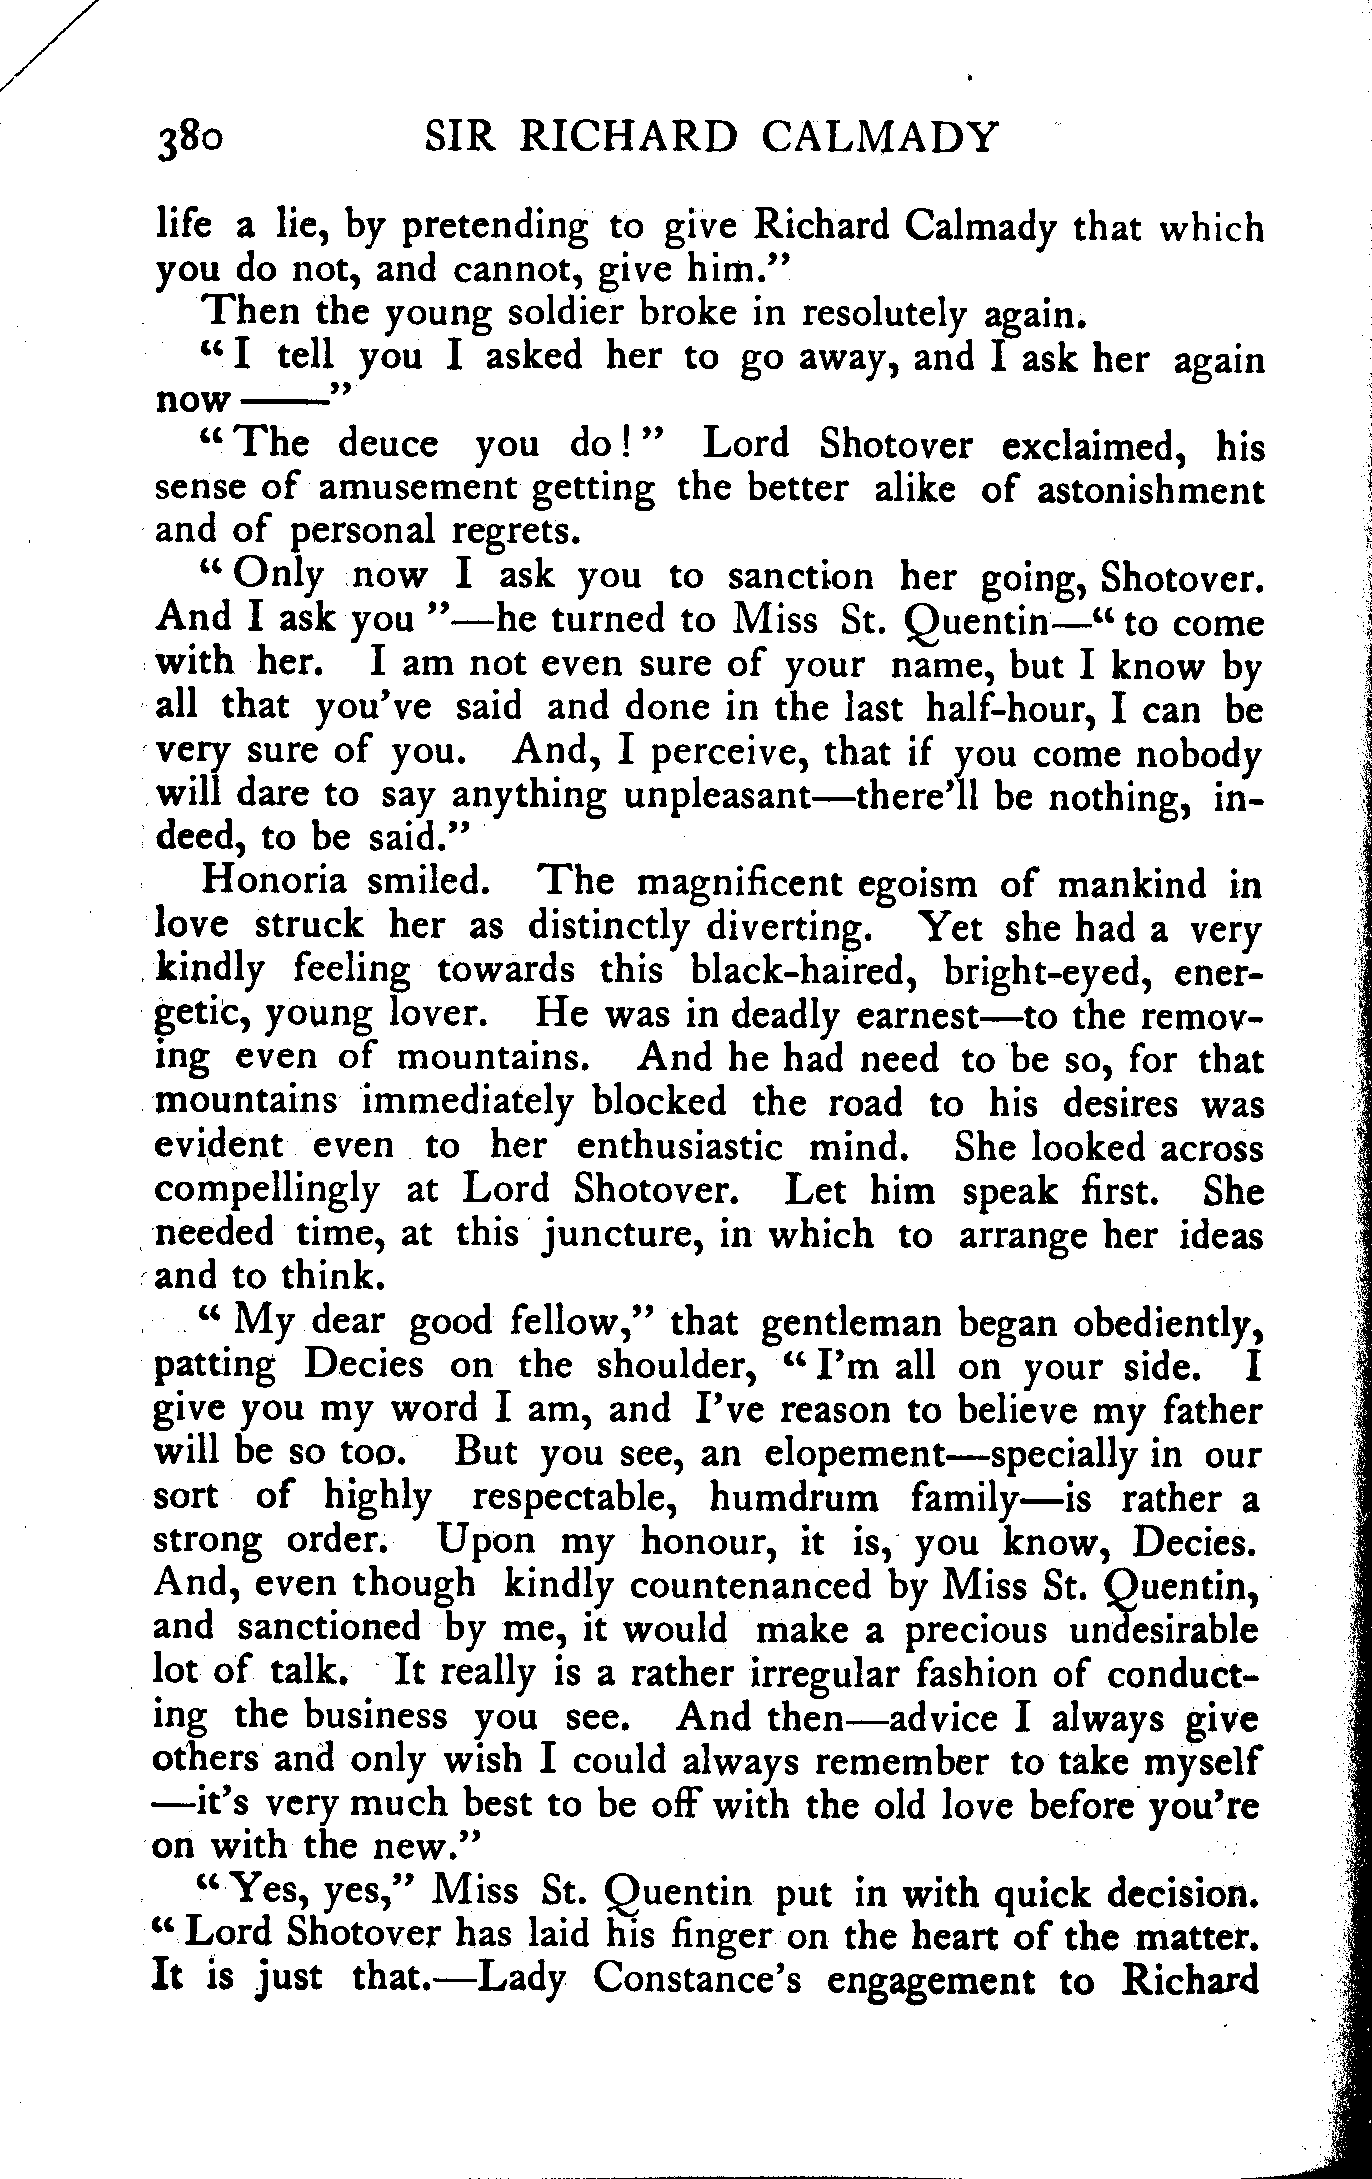 380 SIR RICHARD CALMADY
life a lie, by pretending to give Richard Calmady that which
you do not, and cannot, give him."
Then the young soldier broke in resolutely again.
"I tell you I asked her to go away, and I ask her again
now——"
"The deuce you do!" Lord Shotover exclaimed, his
sense of amusement getting the better alike of astonishment
and of personal regrets.
"Only now I ask you to sanction her going, Shotover.
And I ask you"—he turned to Miss St. Quentin—"to come
with her. I am not even sure of your name, but I know by
all that you've said and done in the last half-hour, I can be
very sure of you. And, I perceive, that if you come nobody
will dare to say anything unpleasant—there'll be nothing, in-
deed, to be said."
Honoria smiled. The magnificent egoism of mankind in
love struck her as distinctly diverting. Yet she had a very
kindly feeling towards this black-haired, bright-eyed, ener-
getic, young lover. He was in deadly earnest—to the remov-
ing even of mountains. And he had need to be so, for that
mountains immediately blocked the road to his desires was
evident even to her enthusiastic mind. She looked across
compellingly at Lord Shotover. Let him speak first. She
needed time, at this juncture, in which to arrange her ideas
and to think.
"My dear good fellow," that gentleman began obediently,
patting Decies on the shoulder, "I'm all on your side. I
give you my word I am, and I've reason to believe my father
will be so too. But you see, an elopement—specially in our
sort of highly respectable, humdrum family—is rather a
strong order. Upon my honour, it is, you know, Decies.
And, even though kindly countenanced by Miss St. Quentin,
and sanctioned by me, it would make a precious undesirable
lot of talk. It really is a rather irregular fashion of conduct-
ing the business you see. And then—advice I always give
others and only wish I could always remember to take myself
—it's very much best to be off with the old love before you're
on with the new."
"Yes, yes," Miss St. Quentin put in with quick decision.
"Lord Shotover has laid his finger on the heart of the matter.
It is just that.—Lady Constance's engagement to Richard